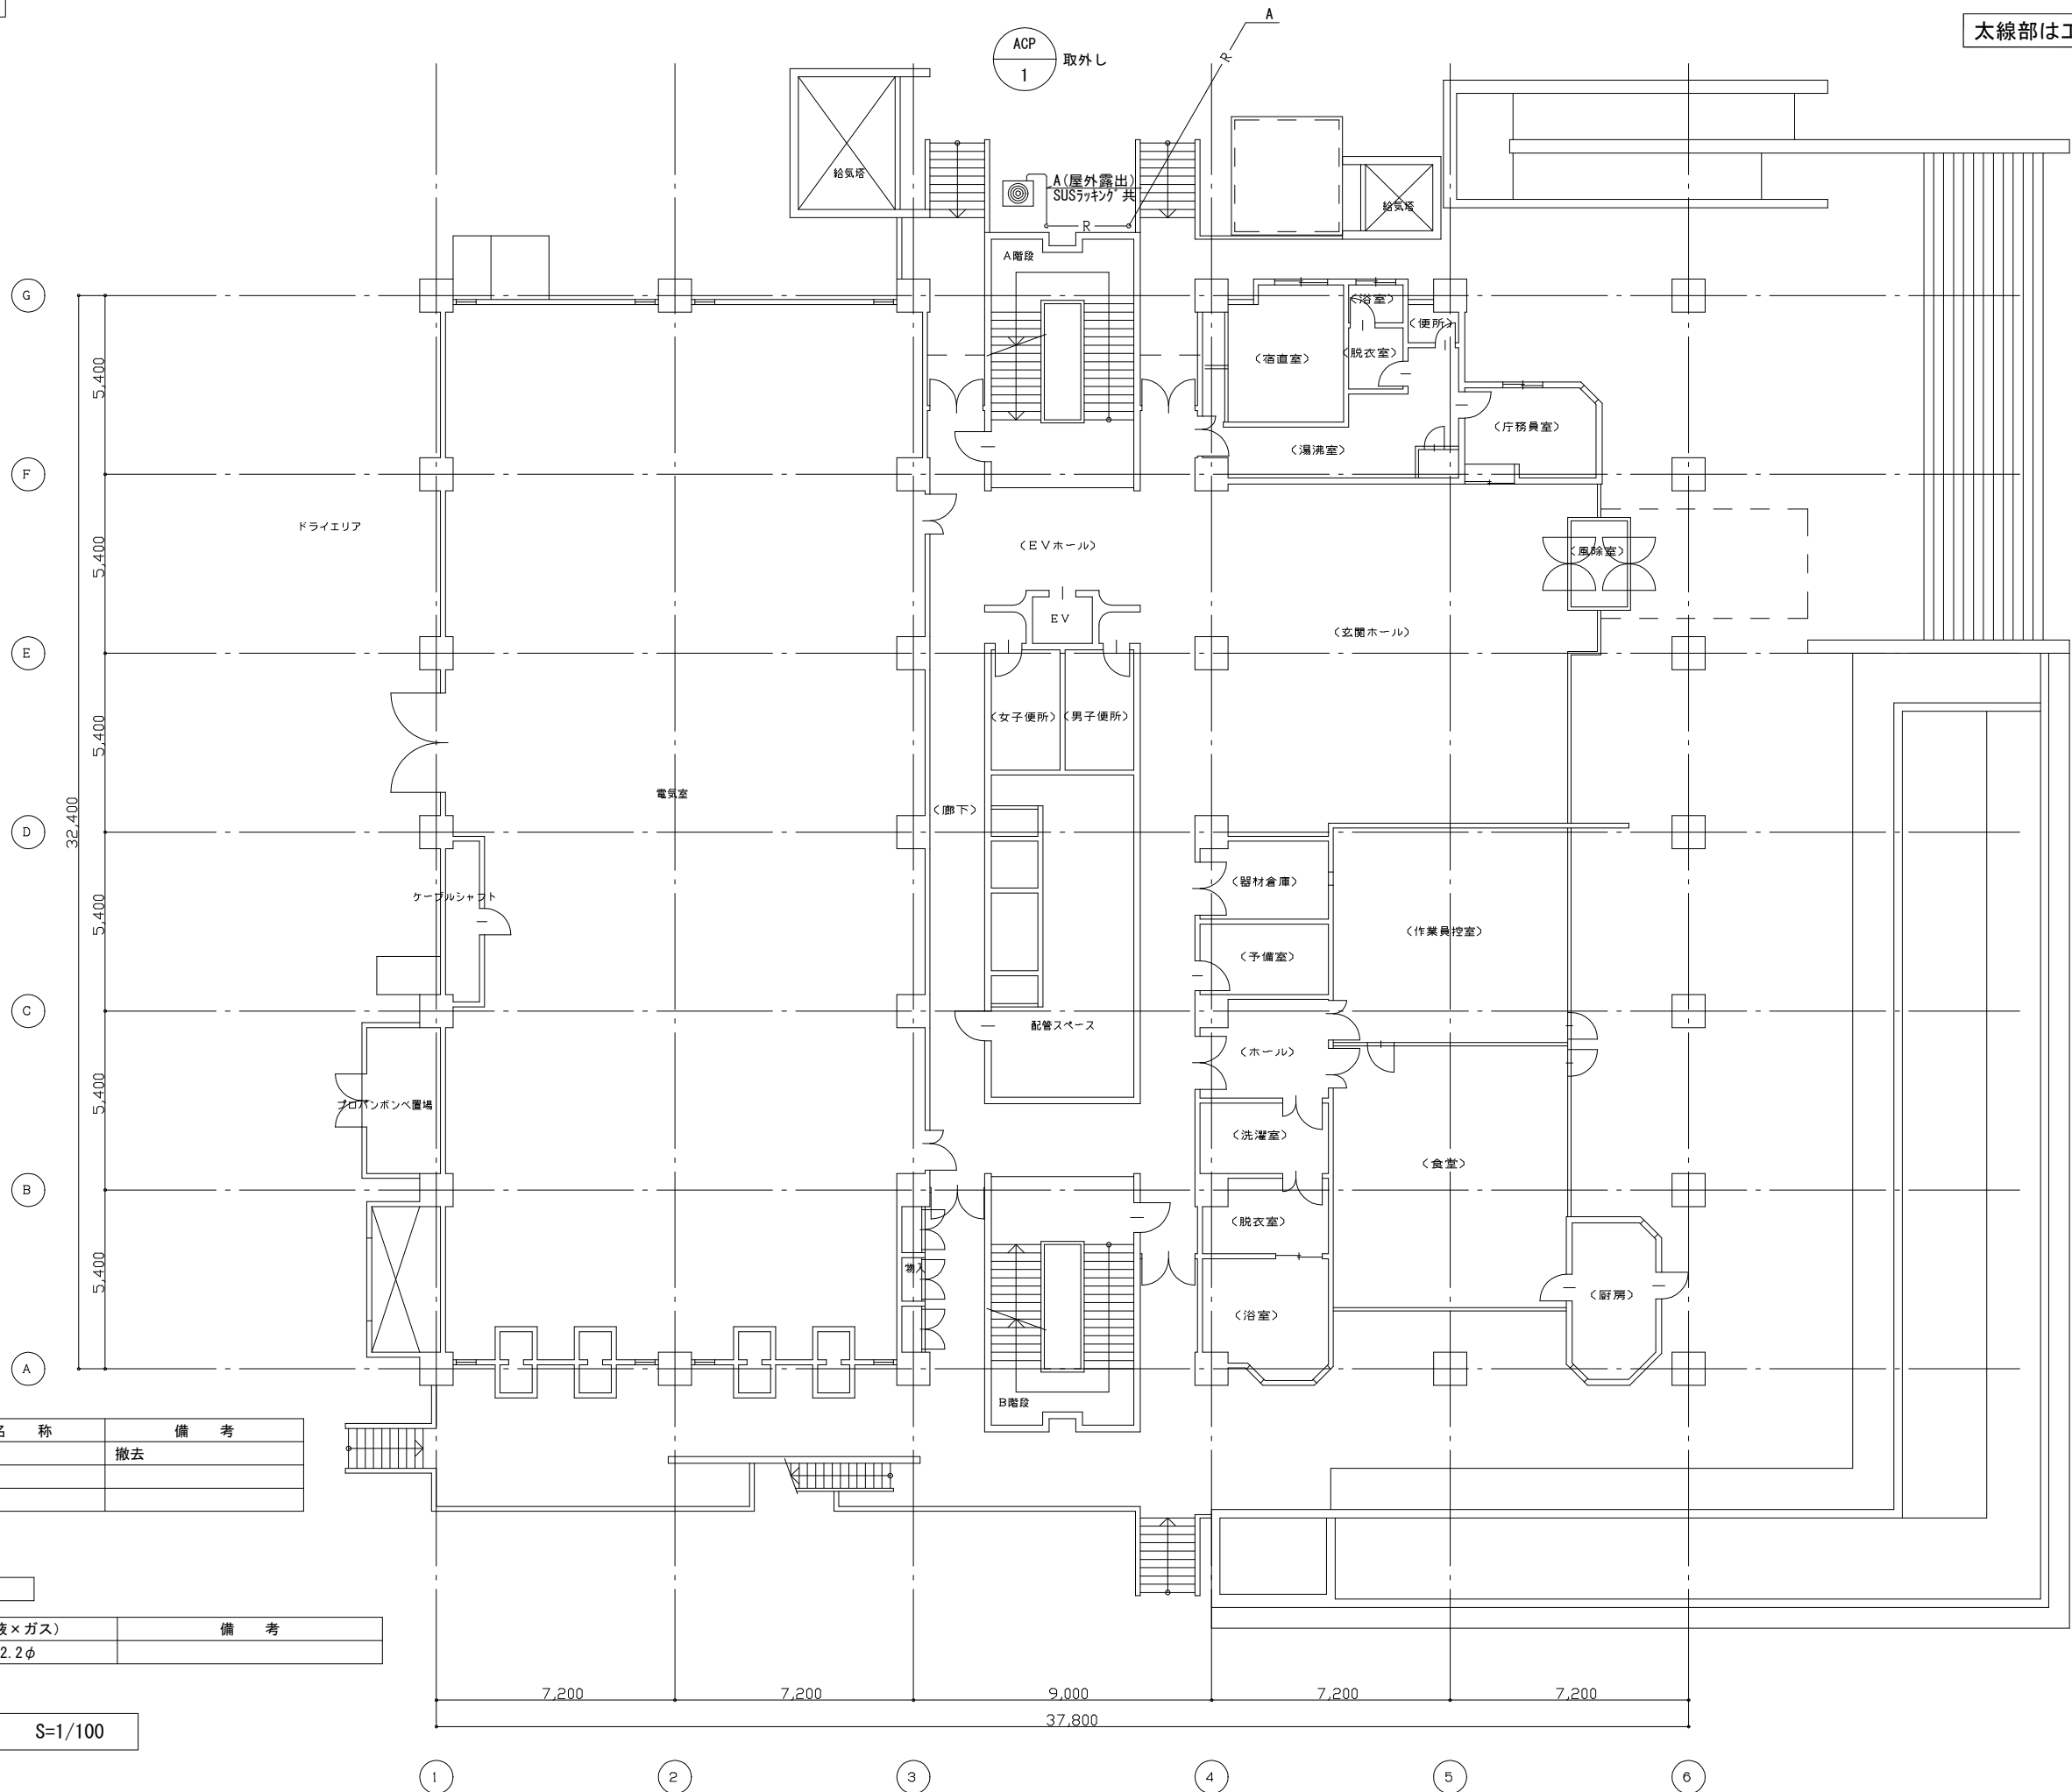 太線部は工
A
ACP
1
取外し
R
給気塔
A(屋外露出)
SUSラッキング共
R
給気塔
A階段
G
(浴室)
(便所)
(宿直室)
(脱衣室)
5,400
(庁務員室)
(湯沸室)
F
ドライエリア
(EVホール)
(風除室)
5,400
EV
(玄関ホール)
E
(女子便所)
(男子便所)
5,400
電気室
(廊下)
32,400
D
(器材倉庫)
ケーブルシャフト
5,400
(作業員控室)
(予備室)
C
配管スペース
(ホール)
5,400
プロパンボンベ置場
(洗濯室)
(食堂)
B
(脱衣室)
5,400
物入
(厨房)
(浴室)
A
B階段
名 称
備 考
撤去
液×ガス)
備 考
2.2φ
7,200
7,200
9,000
7,200
7,200
37,800
S=1/100
1
2
3
4
5
6